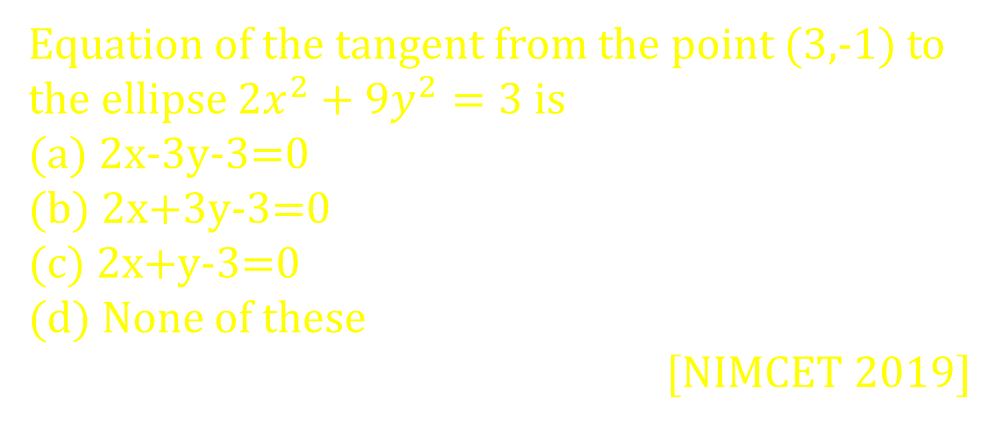 Equation of the tangent from the point (3,-1) to
the ellipse 2x² + 9y² = 3 is
(a) 2x-3y-3=0
(b) 2x+3y-3=0
(c) 2x+y-3=0
(d) None of these
[NIMCET 2019]